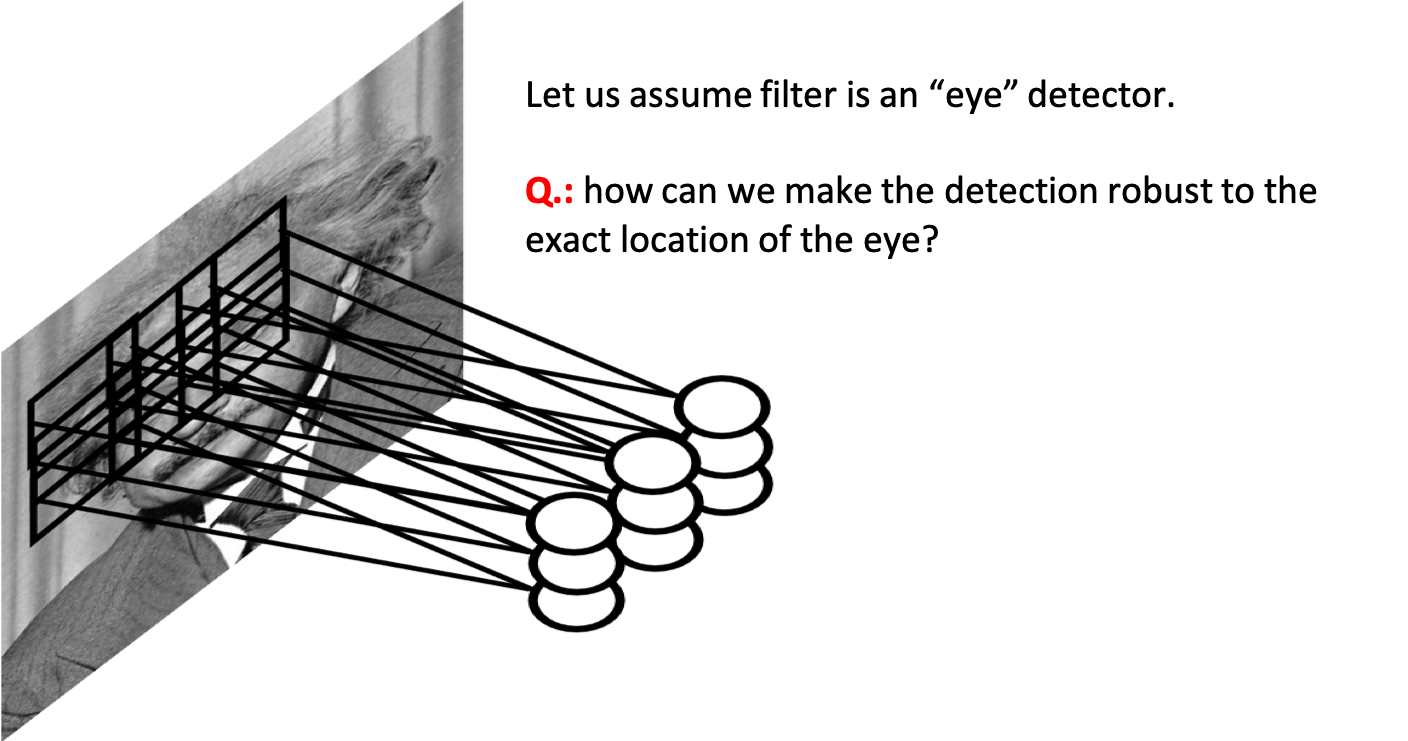 Let us assume filter is an “eye” detector.
Q.: how can we make the detection robust to the
exact location of the eye?